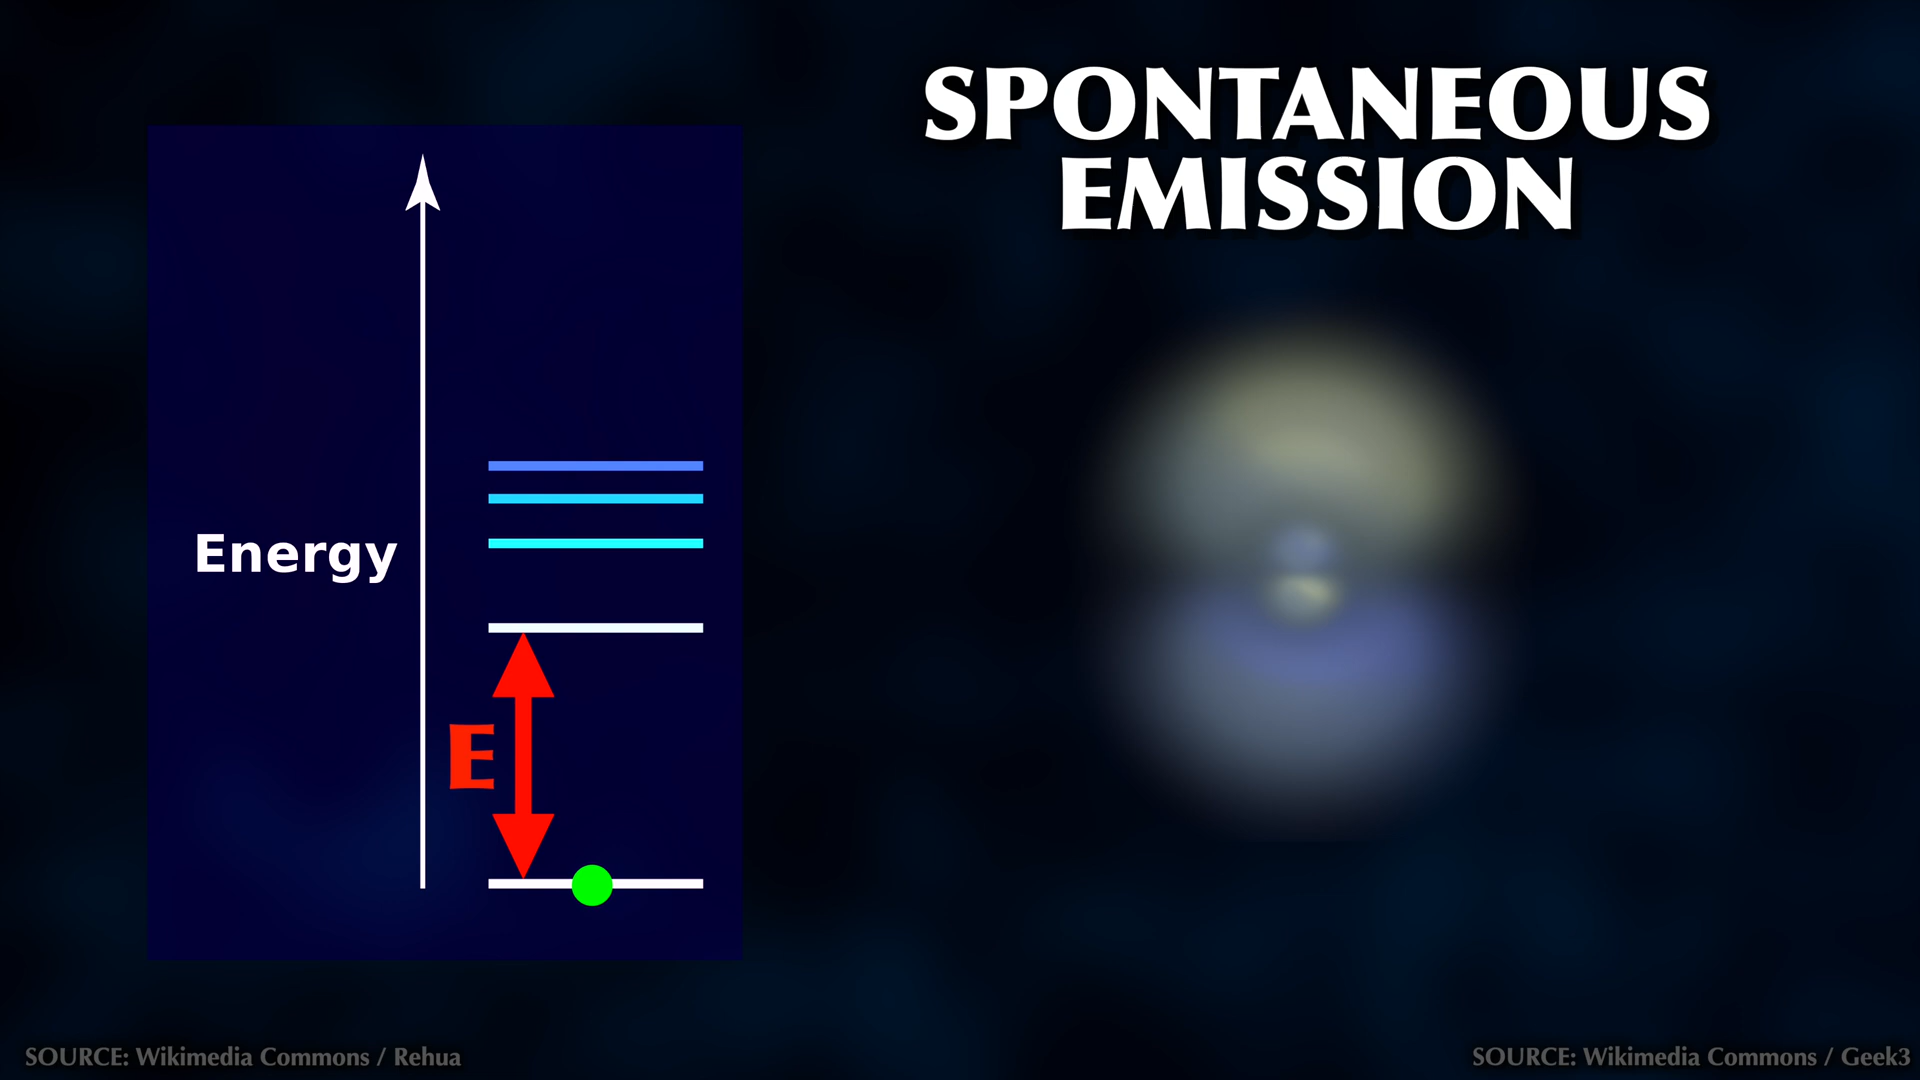 SPONTANEOUS
EMISSION
Energy
E
SOURCE: Wikimedia Commons / Rehua
SOURCE: Wikimedia Commons / Geek3